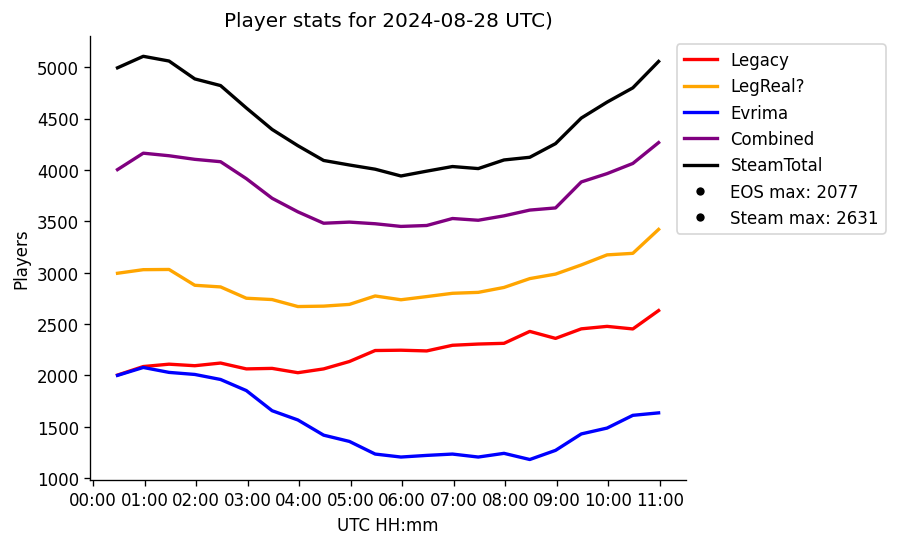 Player stats for 2024-08-28 UTC)
Players
5000
4500
4000
3500
3000
2500
2000
1500
1000
00:00 01:00 02:00 03:00 04:00 05:00 06:00 07:00 08:00 09:00 10:00 11:00
UTC HH:mm
Legacy
LegReal?
Evrima
Combined
SteamTotal
EOS max: 2077
Steam max: 2631